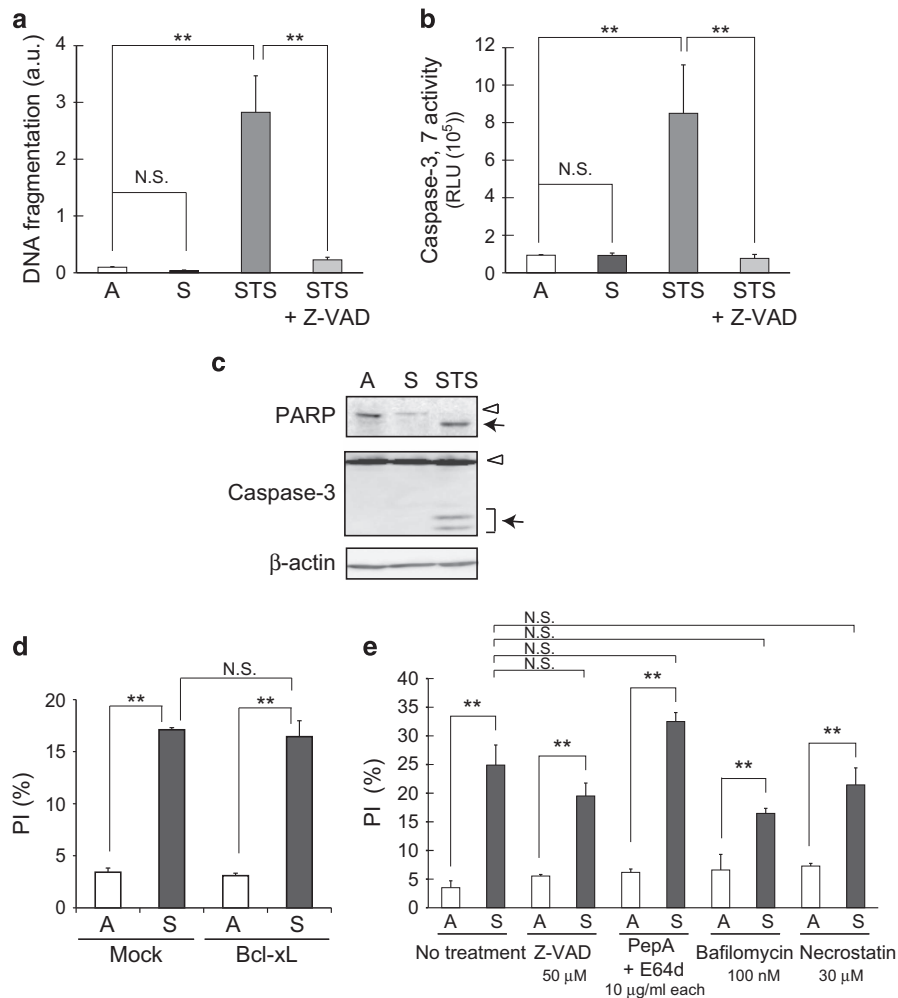 a
DNA fragmentation (a.u.)
4
3
2
1
0
**
**
N.S.
A S STS STS
+ Z-VAD
b
Caspase-3, 7 activity
(RLU (10⁵))
12
10
8
6
4
2
0
**
**
N.S.
A S STS STS
+ Z-VAD
c
A S STS
PARP
Caspase-3
β-actin
d
PI (%)
20
15
10
5
0
N.S.
**
**
A S A S
Mock Bcl-xL
e
PI (%)
40
35
30
25
20
15
10
5
0
N.S.
N.S.
N.S.
N.S.
**
**
**
**
**
A S A S A S A S A S
No treatment
Z-VAD
50 μM
PepA
+ E64d
10 μg/ml each
Bafilomycin
100 nM
Necrostatin
30 μM